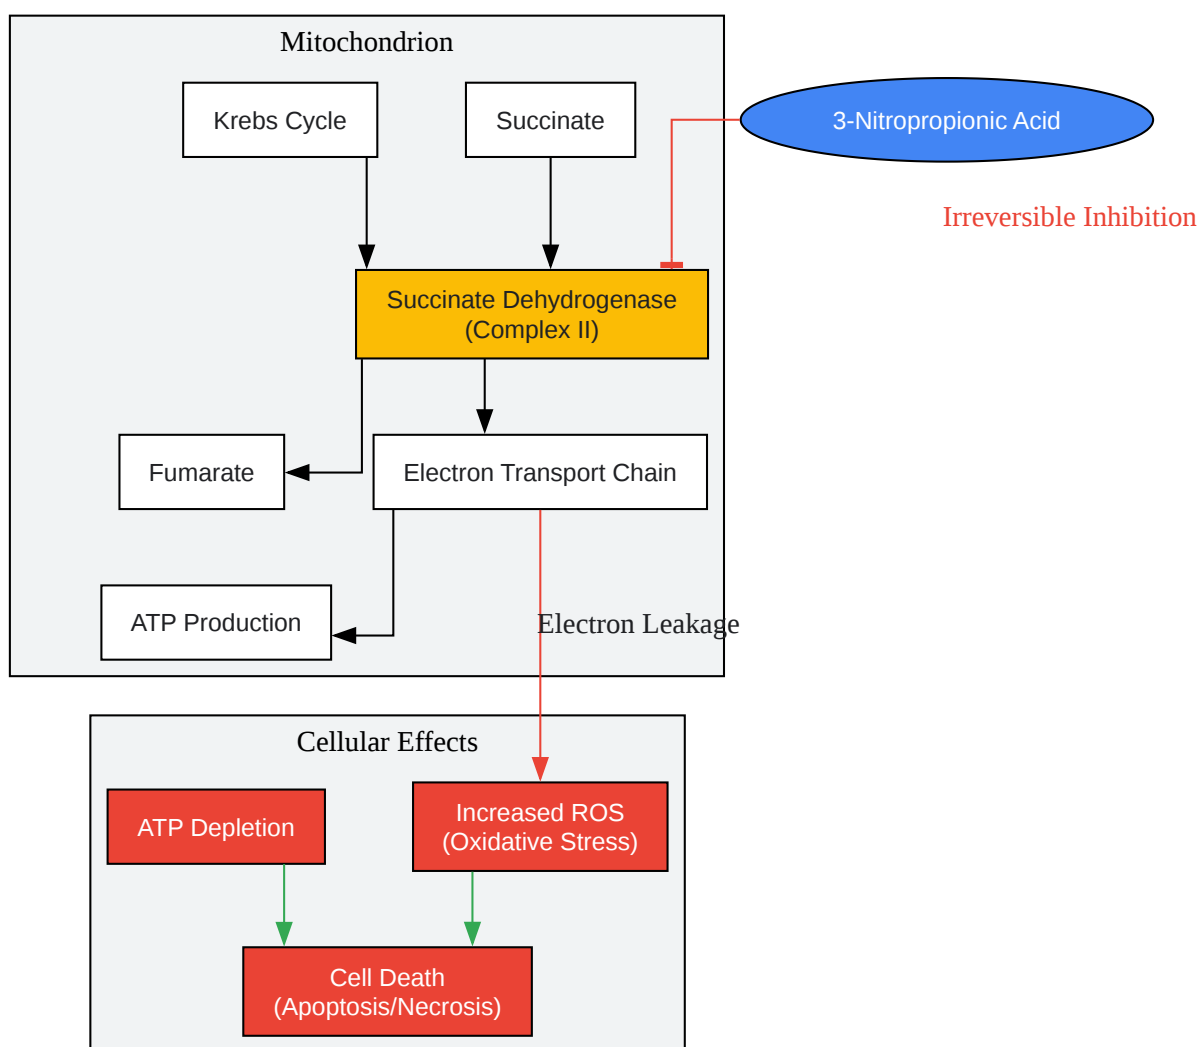 Mitochondrion
Krebs Cycle
Succinate
3-Nitropropionic Acid
Irreversible Inhibition
Succinate Dehydrogenase
(Complex II)
Fumarate
Electron Transport Chain
ATP Production
Electron Leakage
Cellular Effects
ATP Depletion
Increased ROS
(Oxidative Stress)
Cell Death
(Apoptosis/Necrosis)